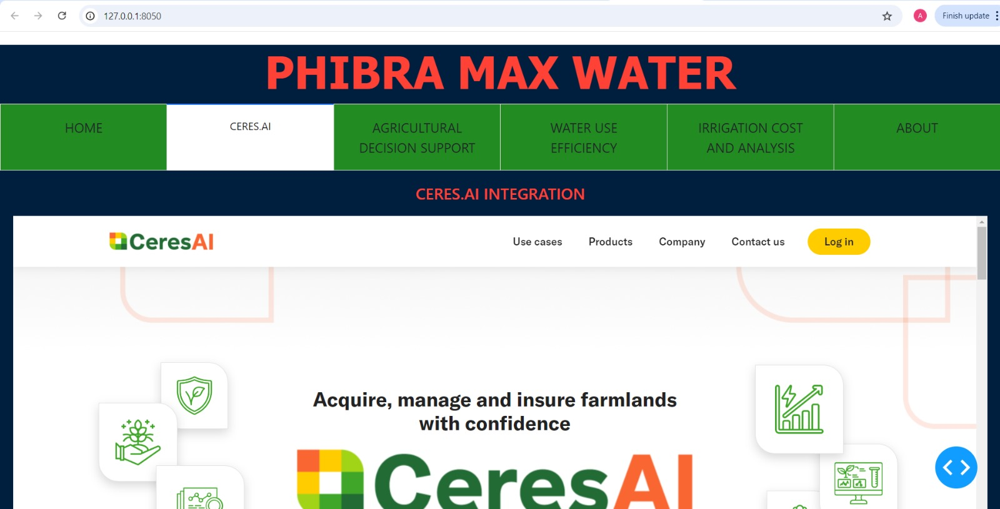 127.0.0.1:8050
A
Finish update
PHIBRA MAX WATER
HOME
CERES.AI
AGRICULTURAL
DECISION SUPPORT
WATER USE
EFFICIENCY
IRRIGATION COST
AND ANALYSIS
ABOUT
CERES.AI INTEGRATION
CeresAI
Use cases
Products
Company
Contact us
Log in
Acquire, manage and insure farmlands
with confidence
CeresAI